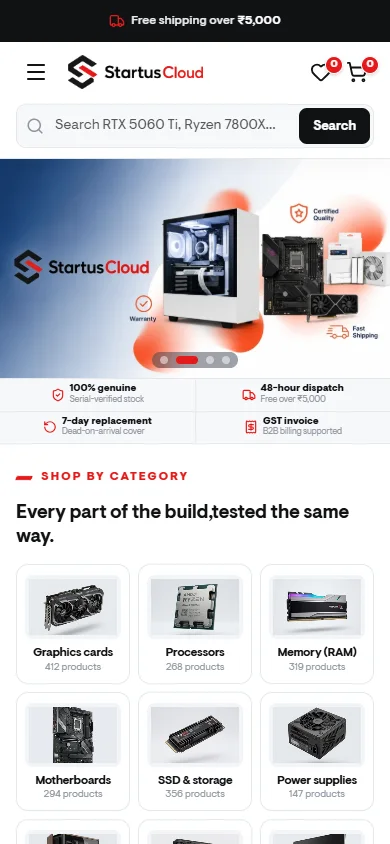 Free shipping over ₹5,000
StartusCloud
0
0
Search RTX 5060 Ti, Ryzen 7800X...
Search
StartusCloud
Certified
Quality
Warranty
Fast
Shipping
100% genuine
Serial-verified stock
48-hour dispatch
Free over ₹5,000
7-day replacement
Dead-on-arrival cover
GST invoice
B2B billing supported
SHOP BY CATEGORY
Every part of the build,tested the same
way.
Graphics cards
412 products
Processors
268 products
Memory (RAM)
319 products
Motherboards
294 products
SSD & storage
356 products
Power supplies
147 products